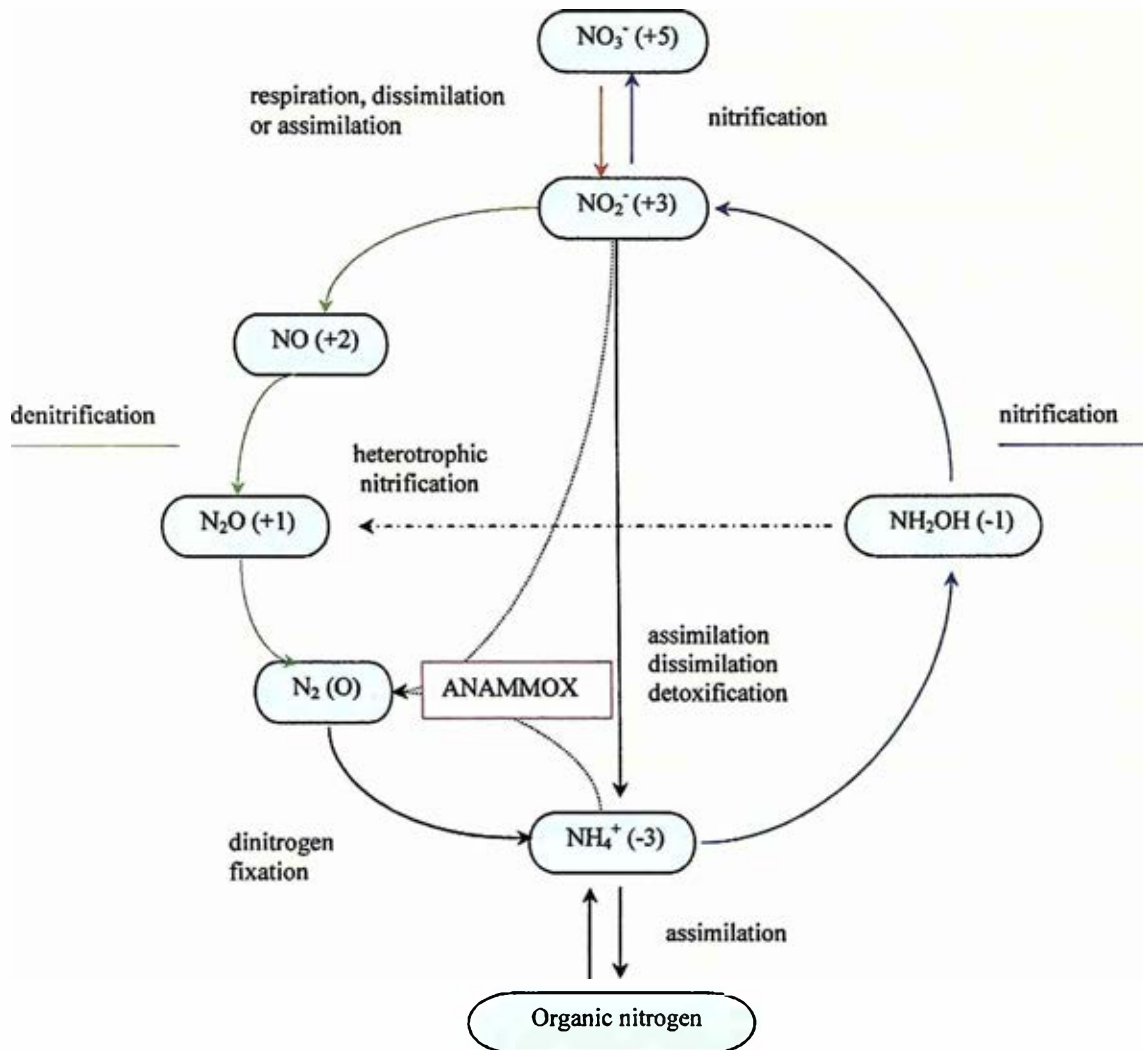 NO₃⁻ (+5)
respiration, dissimilation
or assimilation
nitrification
NO₂⁻ (+3)
NO (+2)
denitrification
nitrification
heterotrophic
nitrification
N₂O (+1)
NH₂OH (-1)
assimilation
dissimilation
detoxification
N₂ (O)
ANAMMOX
NH₄⁺ (-3)
dinitrogen
fixation
assimilation
Organic nitrogen